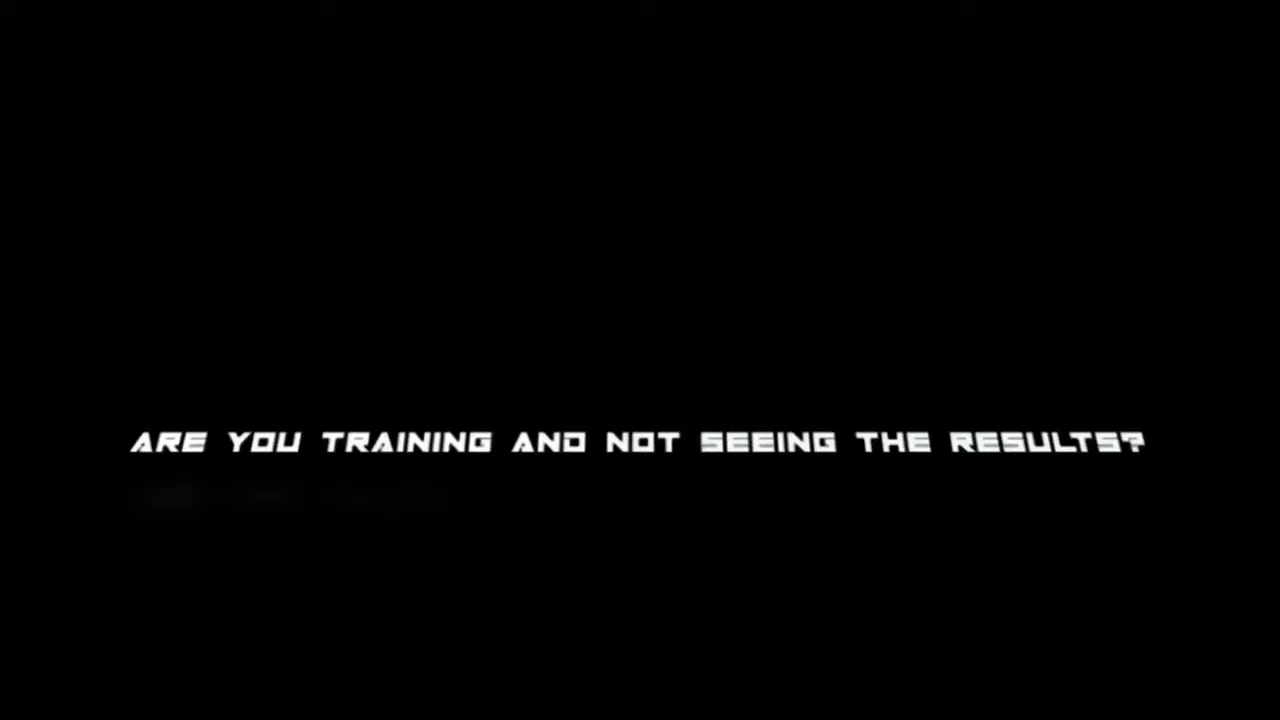 ARE YOU TRAINING AND NOT SEEING THE RESULTS?